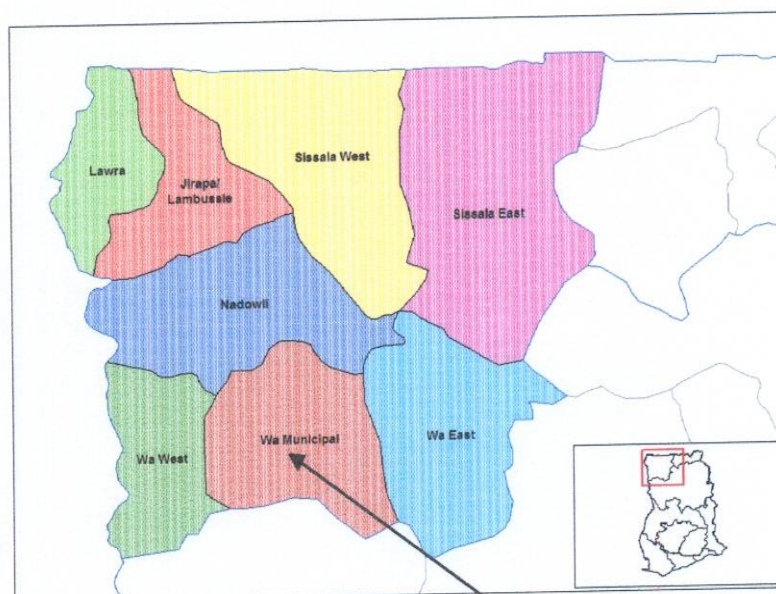 Sissala West
Lawra
Jirapa/
Lambussie
Sissala East
Nadowli
Wa Municipal
Wa East
Wa West